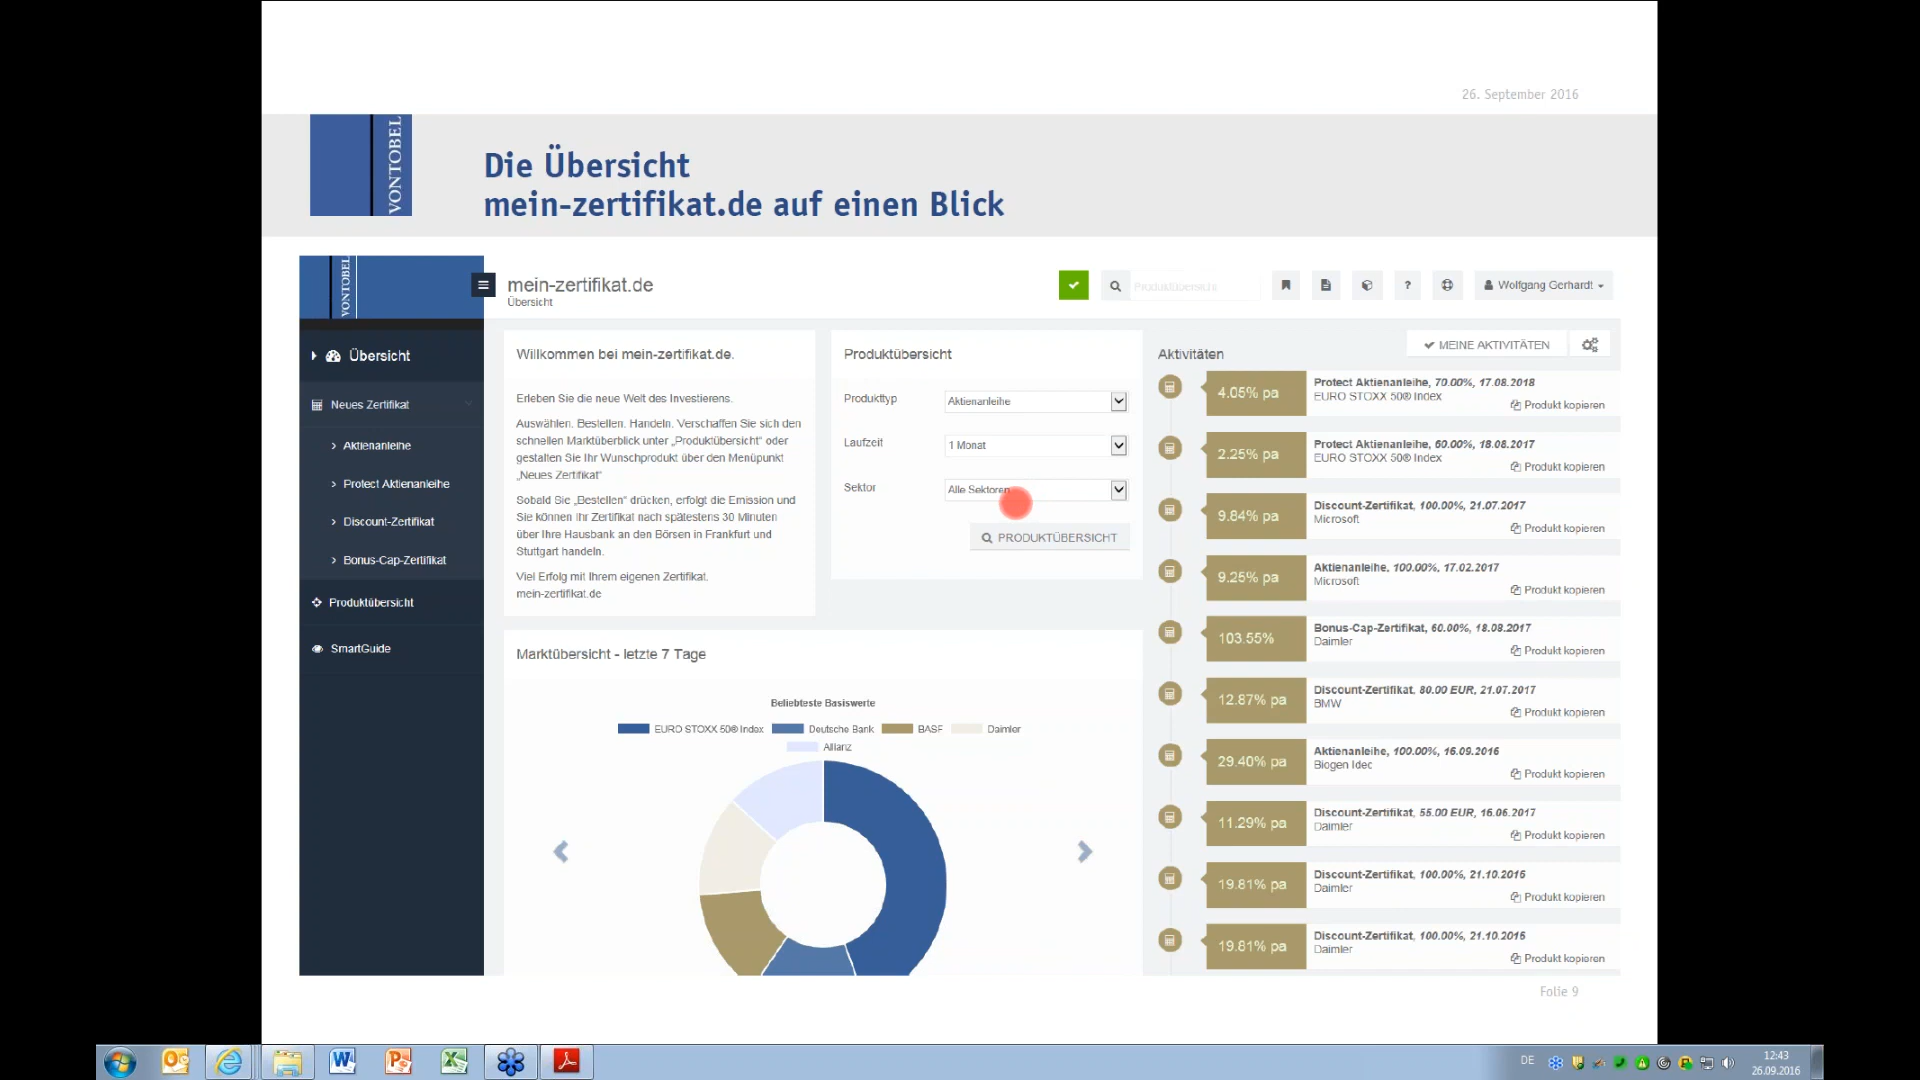 26. September 2016
VONTOBEL
Die Übersicht
mein-zertifikat.de auf einen Blick
VONTOBEL
mein-zertifikat.de
Übersicht
Wolfgang Gerhardt
Übersicht
Neues Zertifikat
Aktienanleihe
Protect Aktienanleihe
Discount-Zertifikat
Bonus-Cap-Zertifikat
Produktübersicht
SmartGuide
Willkommen bei mein-zertifikat.de.
Erleben Sie die neue Welt des Investierens.
Auswählen. Bestellen. Handeln. Verschaffen Sie sich den
schnellen Marktüberblick unter „Produktübersicht" oder
gestalten Sie Ihr Wunschprodukt über den Menüpunkt
„Neues Zertifikat"
Sobald Sie „Bestellen" drücken, erfolgt die Emission und
Sie können Ihr Zertifikat nach spätestens 30 Minuten
über Ihre Hausbank an den Börsen in Frankfurt und
Stuttgart handeln.
Viel Erfolg mit Ihrem eigenen Zertifikat.
mein-zertifikat.de
Produktübersicht
Produkttyp Aktienanleihe
Laufzeit 1 Monat
Sektor Alle Sektoren
PRODUKTÜBERSICHT
Marktübersicht - letzte 7 Tage
Beliebteste Basiswerte
EURO STOXX 50® Index Deutsche Bank BASF Daimler
Allianz
Aktivitäten
MEINE AKTIVITÄTEN
4.05% pa
Protect Aktienanleihe, 70.00%, 17.08.2018
EURO STOXX 50® Index
Produkt kopieren
2.25% pa
Protect Aktienanleihe, 60.00%, 18.08.2017
EURO STOXX 50® Index
Produkt kopieren
9.84% pa
Discount-Zertifikat, 100.00%, 21.07.2017
Microsoft
Produkt kopieren
9.25% pa
Aktienanleihe, 100.00%, 17.02.2017
Microsoft
Produkt kopieren
103.55%
Bonus-Cap-Zertifikat, 60.00%, 18.08.2017
Daimler
Produkt kopieren
12.87% pa
Discount-Zertifikat, 80.00 EUR, 21.07.2017
BMW
Produkt kopieren
29.40% pa
Aktienanleihe, 100.00%, 16.09.2016
Biogen Idec
Produkt kopieren
11.29% pa
Discount-Zertifikat, 55.00 EUR, 16.06.2017
Daimler
Produkt kopieren
19.81% pa
Discount-Zertifikat, 100.00%, 21.10.2016
Daimler
Produkt kopieren
19.81% pa
Discount-Zertifikat, 100.00%, 21.10.2016
Daimler
Produkt kopieren
Folie 9
DE
12:43
26.09.2016